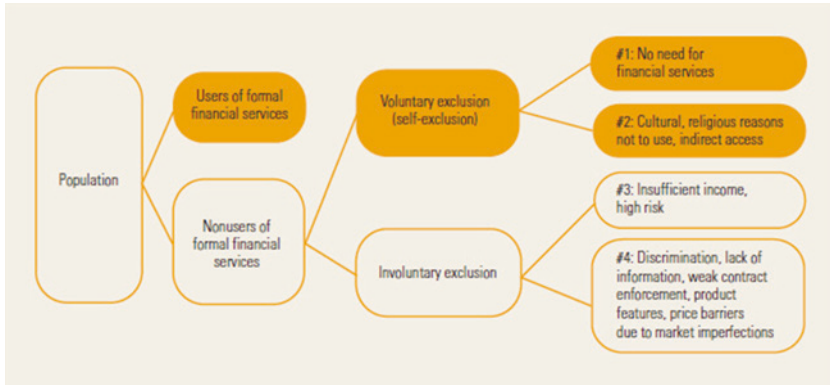 Population
Users of formal
financial services
Nonusers of
formal financial
services
Voluntary exclusion
(self-exclusion)
Involuntary exclusion
#1: No need for
financial services
#2: Cultural, religious reasons
not to use, indirect access
#3: Insufficient income,
high risk
#4: Discrimination, lack of
information, weak contract
enforcement, product
features, price barriers
due to market imperfections